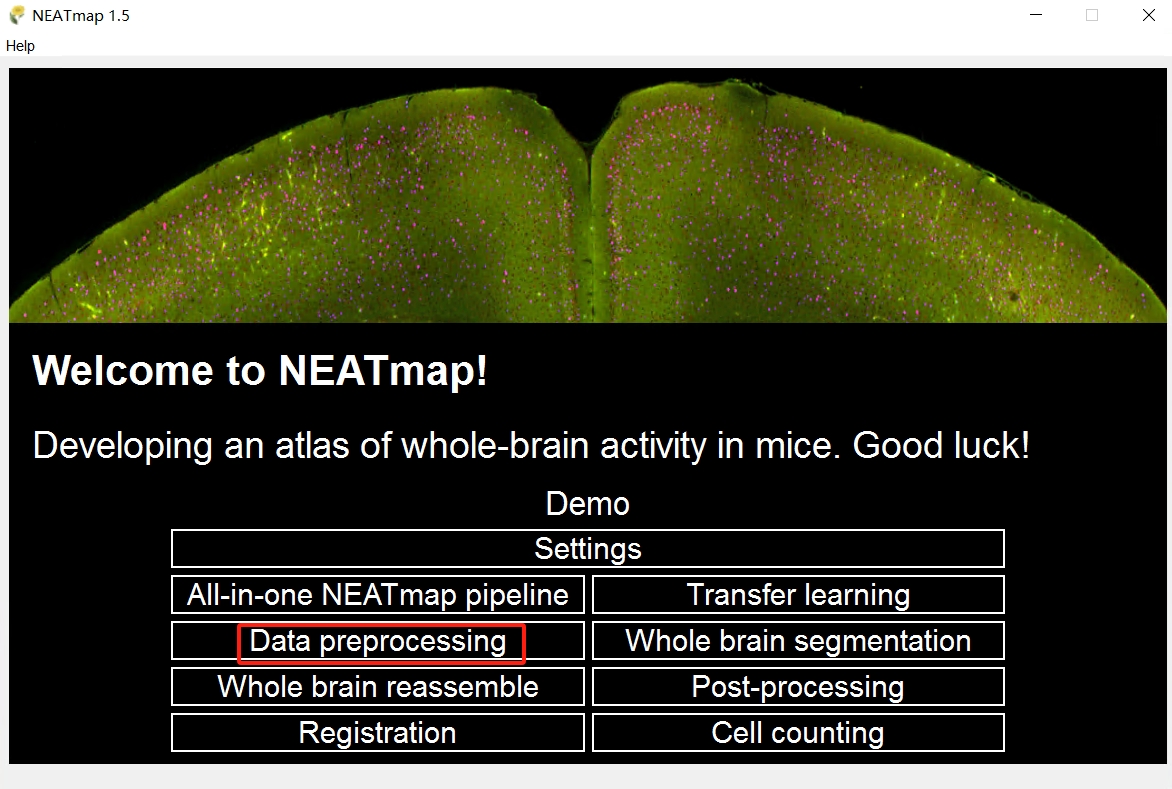 NEATmap 1.5
Help
Welcome to NEATmap!
Developing an atlas of whole-brain activity in mice. Good luck!
Demo
Settings
All-in-one NEATmap pipeline
Transfer learning
Data preprocessing
Whole brain segmentation
Whole brain reassemble
Post-processing
Registration
Cell counting